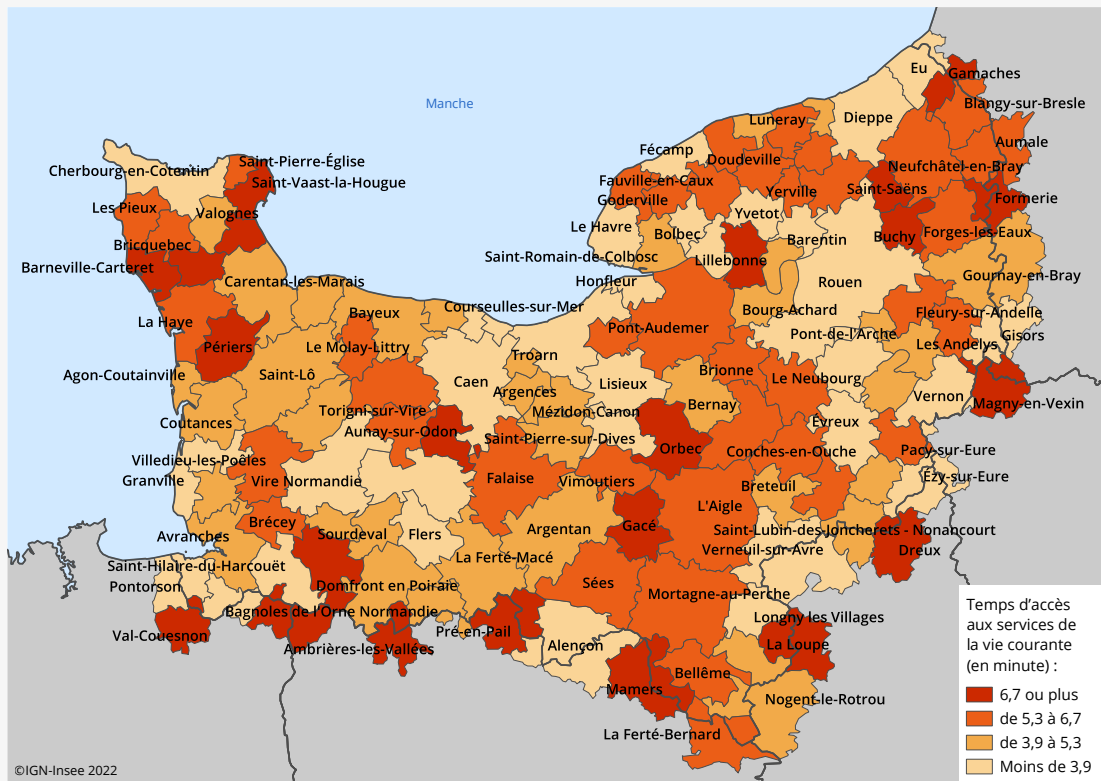 Manche
Eu
Gamaches
Blangy-sur-Bresle
Dieppe
Luneray
Aumale
Fécamp
Doudeville
Neufchâtel-en-Bray
Cherbourg-en-Cotentin
Saint-Pierre-Église
Saint-Vaast-la-Hougue
Fauville-en-Caux
Goderville
Yerville
Saint-Saëns
Formerie
Les Pieux
Valognes
Yvetot
Le Havre
Bolbec
Barentin
Buchy
Forges-les-Eaux
Bricquebec
Barneville-Carteret
Saint-Romain-de-Colbosc
Lillebonne
Gournay-en-Bray
Carentan-les-Marais
Honfleur
Rouen
Courseulles-sur-Mer
Bourg-Achard
Fleury-sur-Andelle
La Haye
Bayeux
Pont-Audemer
Pont-de-l'Arche
Gisors
Périers
Le Molay-Littry
Troarn
Les Andelys
Agon-Coutainville
Saint-Lô
Caen
Lisieux
Brionne
Le Neubourg
Argences
Vernon
Magny-en-Vexin
Torigni-sur-Vire
Mézidon-Canon
Bernay
Coutances
Aunay-sur-Odon
Saint-Pierre-sur-Dives
Évreux
Orbec
Conches-en-Ouche
Pacy-sur-Eure
Villedieu-les-Poêles
Granville
Vire Normandie
Falaise
Vimoutiers
Breteuil
Ézy-sur-Eure
L'Aigle
Brécey
Sourdeval
Flers
Argentan
Gacé
Saint-Lubin-des-Joncherets - Nonancourt
Avranches
Verneuil-sur-Avre
Dreux
La Ferté-Macé
Saint-Hilaire-du-Harcouët
Pontorson
Domfront en Poiraie
Sées
Mortagne-au-Perche
Bagnoles de l'Orne Normandie
Longny les Villages
Val-Couesnon
Pré-en-Pail
Ambrières-les-Vallées
Alençon
La Loupe
Bellême
Mamers
Nogent-le-Rotrou
La Ferté-Bernard
Temps d'accès
aux services de
la vie courante
(en minute) :
6,7 ou plus
de 5,3 à 6,7
de 3,9 à 5,3
Moins de 3,9
©IGN-Insee 2022